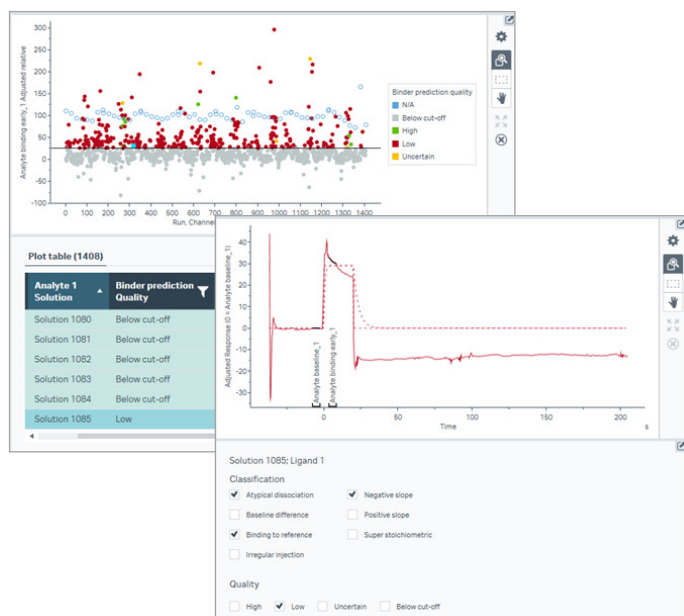 Analyte binding early_1 Adjusted relative
300
250
200
150
100
50
0
-50
-100
0 100 200 300 400 500 600 700 800 900 1000 1100 1200 1300 1400
Run, Channel
Binder prediction quality
N/A
Below cut-off
High
Low
Uncertain
Plot table (1408)
Analyte 1 Solution
Binder prediction Quality
Solution 1080 Below cut-off
Solution 1081 Below cut-off
Solution 1082 Below cut-off
Solution 1083 Below cut-off
Solution 1084 Below cut-off
Solution 1085 Low
Adjusted Response (0 = Analyte baseline_1)
40
30
20
10
0
-10
-20
-30
Analyte baseline_1
Analyte binding early_1
0 50 100 150 200 s
Time
Solution 1085; Ligand 1
Classification
Atypical dissociation Negative slope
Baseline difference Positive slope
Binding to reference Super stoichiometric
Irregular injection
Quality
High Low Uncertain Below cut-off